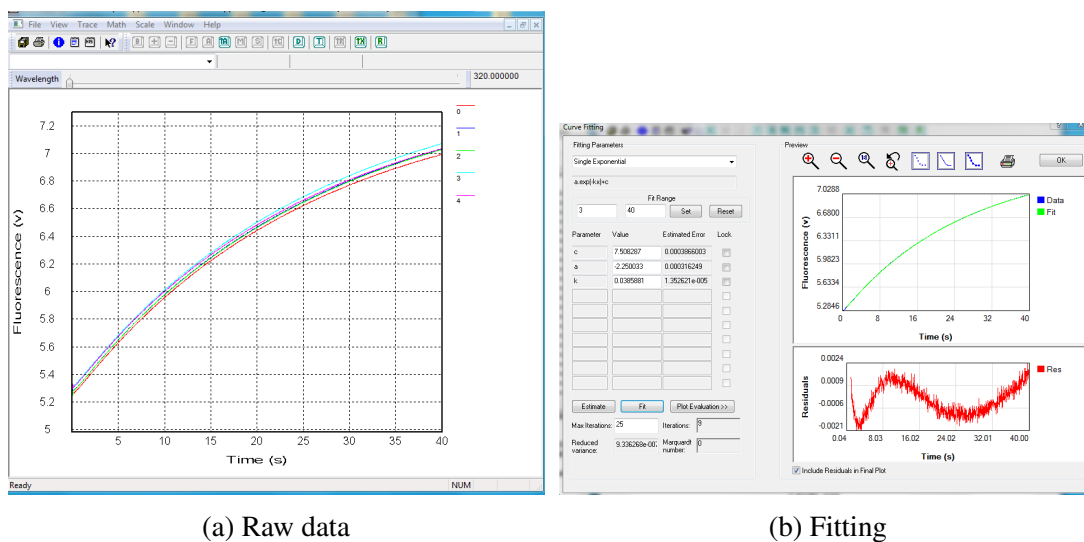 File View Trace Math Scale Window Help
Wavelength 320.000000
7.2
7
6.8
6.6
6.4
6.2
6
5.8
5.6
5.4
5.2
5
Fluorescence (v)
5 10 15 20 25 30 35 40
Time (s)
0
1
2
3
4
Ready NUM
(a) Raw data
Curve Fitting
Fitting Parameters
Single Exponential
a.exp(-kx)+c
Fit Range
3 40 Set Reset
Parameter Value Estimated Error Lock
c 7.508287 0.0003866003
a -2.250033 0.000316249
k 0.0385881 1.352621e-005
Estimate Fit Plot Evaluation >>
Max Iterations: 25 Iterations: 9
Reduced variance: 9.336268e-00 Marquardt number: 0
Preview
OK
7.0288
6.6800
6.3311
5.9823
5.6334
5.2846
Fluorescence (v)
0 8 16 24 32 40
Time (s)
Data
Fit
0.0024
0.0009
-0.0006
-0.0021
Residuals
0.04 8.03 16.02 24.02 32.01 40.00
Time (s)
Res
Include Residuals in Final Plot
(b) Fitting